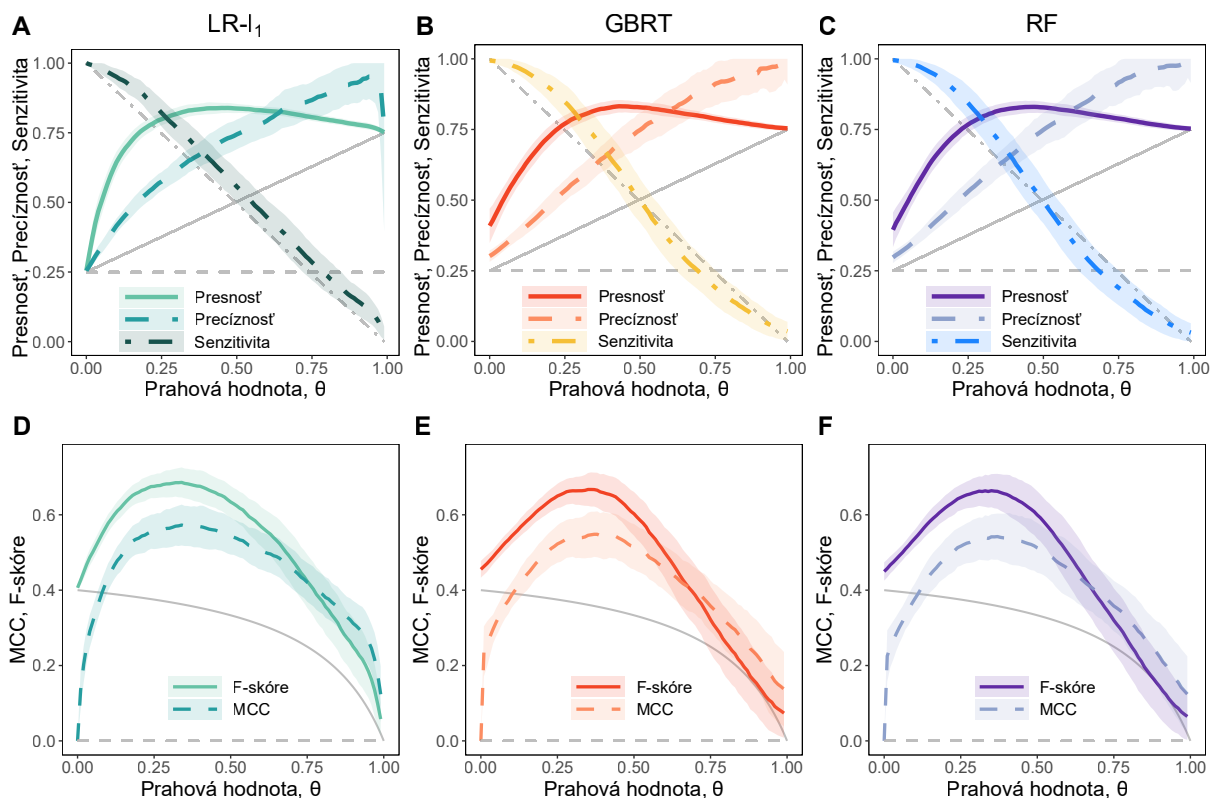 A
LR-l₁
B
GBRT
C
RF
Presnosť, Precíznosť, Senzitivita
1.00
0.75
0.50
0.25
0.00
Presnosť
Precíznosť
Senzitivita
0.00
0.25
0.50
0.75
1.00
Prahová hodnota, θ
Presnosť, Precíznosť, Senzitivita
1.00
0.75
0.50
0.25
0.00
Presnosť
Precíznosť
Senzitivita
0.00
0.25
0.50
0.75
1.00
Prahová hodnota, θ
Presnosť, Precíznosť, Senzitivita
1.00
0.75
0.50
0.25
0.00
Presnosť
Precíznosť
Senzitivita
0.00
0.25
0.50
0.75
1.00
Prahová hodnota, θ
D
MCC, F-skóre
0.6
0.4
0.2
0.0
F-skóre
MCC
0.00
0.25
0.50
0.75
1.00
Prahová hodnota, θ
E
MCC, F-skóre
0.6
0.4
0.2
0.0
F-skóre
MCC
0.00
0.25
0.50
0.75
1.00
Prahová hodnota, θ
F
MCC, F-skóre
0.6
0.4
0.2
0.0
F-skóre
MCC
0.00
0.25
0.50
0.75
1.00
Prahová hodnota, θ